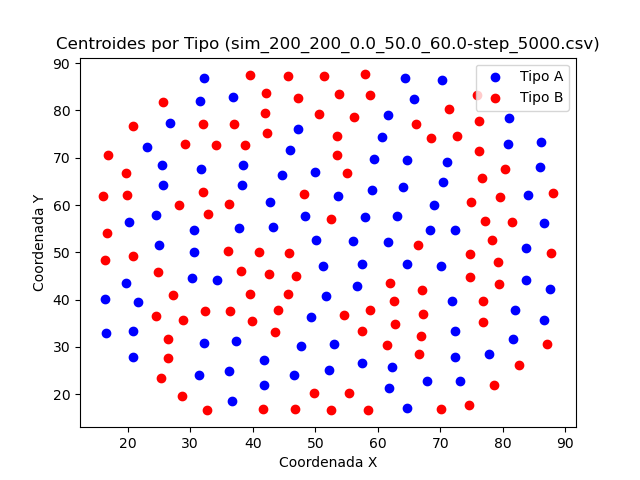 Centroides por Tipo (sim_200_200_0.0_50.0_60.0-step_5000.csv)
Tipo A
Tipo B
Coordenada Y
90
80
70
60
50
40
30
20
20 30 40 50 60 70 80 90
Coordenada X